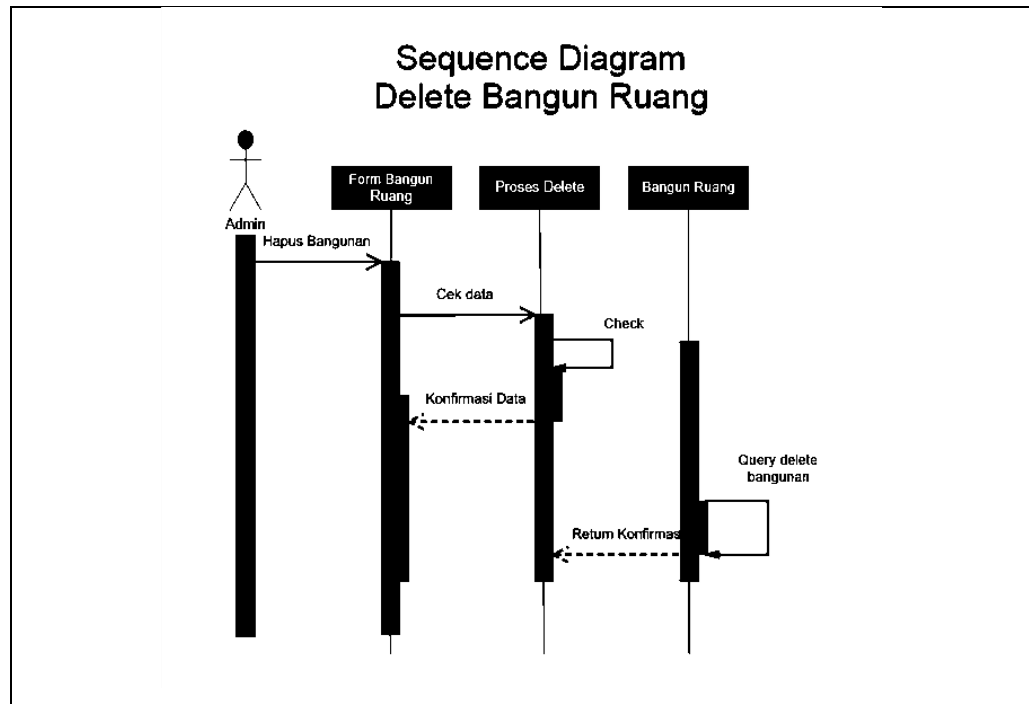 Sequence Diagram
Delete Bangun Ruang
Form Bangun
Ruang
Proses Delete
Bangun Ruang
Admin
Hapus Bangunan
Cek data
Check
Konfirmasi Data
Query delete
bangunan
Return Konfirmasi